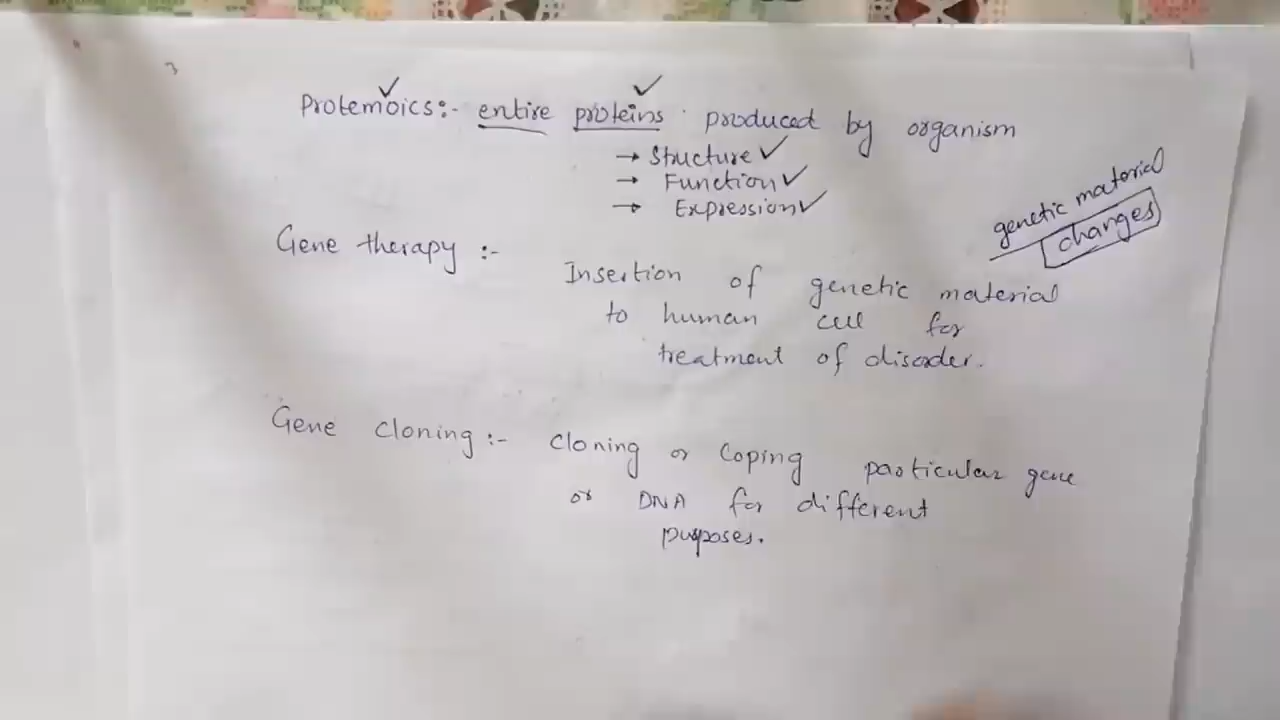 Protemoics:- entire proteins produced by organism
→ Structure ✓
→ Function ✓
→ Expression ✓
genetic material
changes
Gene therapy :-
Insertion of genetic material
to human cell for
treatment of disorder.
Gene cloning :- Cloning or Coping particular gene
or DNA for different
purposes.